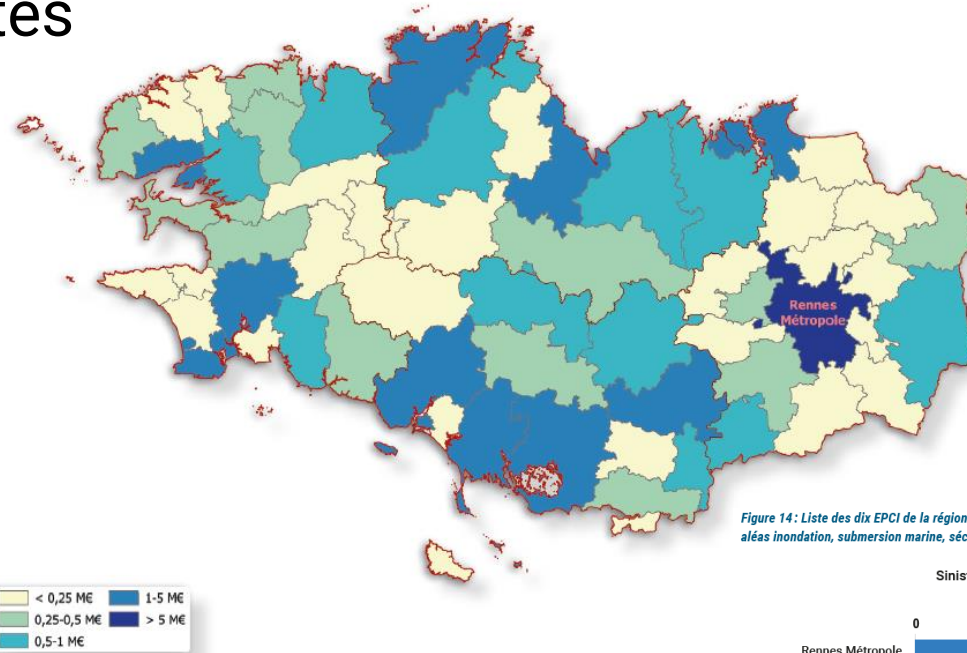 tes
Rennes
Métropole
Figure 14 : Liste des dix EPCI de la région
aléas inondation, submersion marine, séc
Sinis
0
Rennes Métropole
< 0,25 M€
1-5 M€
0,25-0,5 M€
> 5 M€
0,5-1 M€